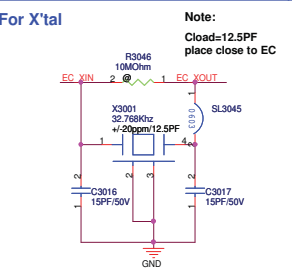 For X'tal
Note:
Cload=12.5PF
place close to EC
R3046
10MOhm
EC_XIN 2 @ 1 EC_XOUT
1
X3001
32.768Khz
+/-20ppm/12.5PF
SL3045
0603
1 4 2
2 3
2 2
C3016
15PF/50V
C3017
15PF/50V
1 1
GND